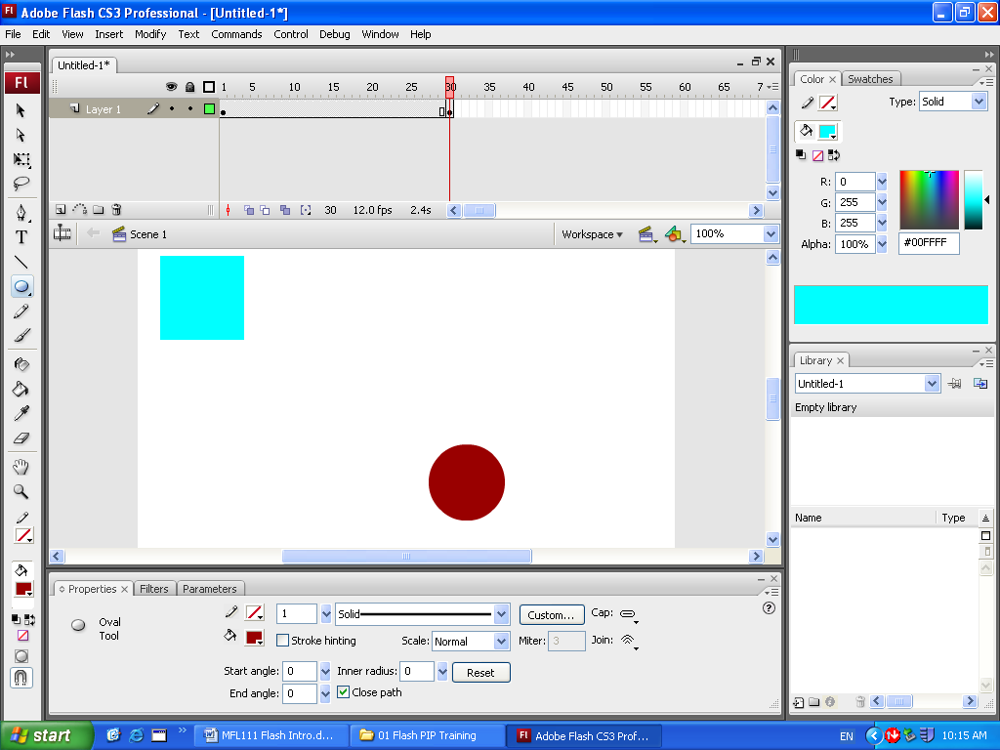 Fl Adobe Flash CS3 Professional - [Untitled-1*]
File Edit View Insert Modify Text Commands Control Debug Window Help
Fl
Untitled-1*
1 5 10 15 20 25 30 35 40 45 50 55 60 65 7
Layer 1
30 12.0 fps 2.4s
Scene 1 Workspace 100%
T
Color Swatches
Type: Solid
R: 0
G: 255
B: 255
Alpha: 100% #00FFFF
Library
Untitled-1
Empty library
Name Type
Properties Filters Parameters
Oval
Tool
1 Solid Custom... Cap:
Stroke hinting Scale: Normal Miter: 3 Join:
Start angle: 0 Inner radius: 0 Reset
End angle: 0 Close path
start MFL111 Flash Intro.d... 01 Flash PIP Training Fl Adobe Flash CS3 Prof... EN 10:15 AM